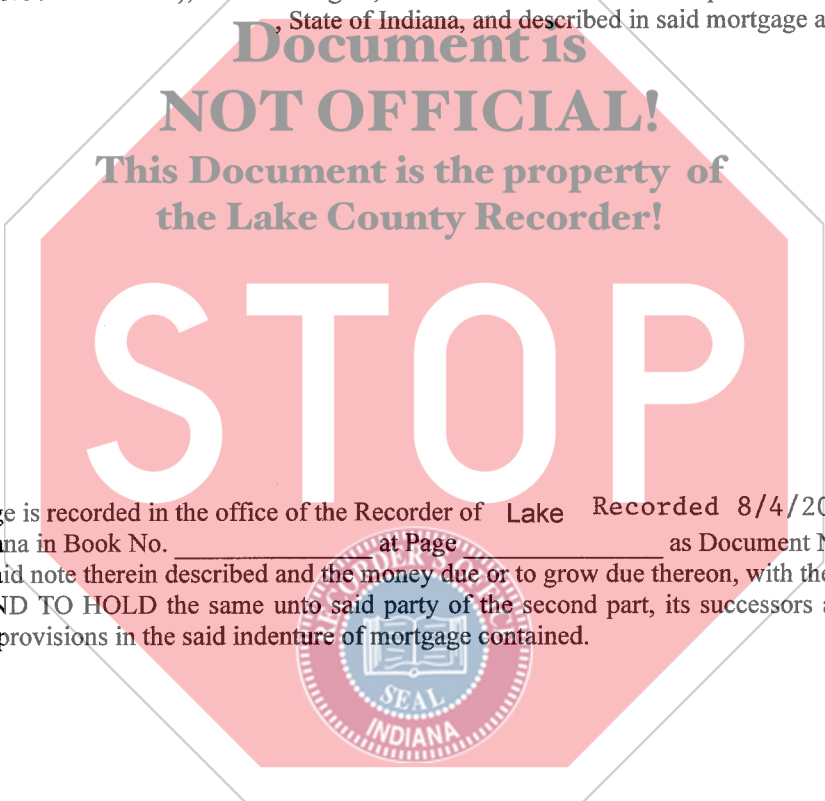 , State of Indiana, and described in said mortgage a
Document is
NOT OFFICIAL!
This Document is the property of
the Lake County Recorder!
STOP
ge is recorded in the office of the Recorder of Lake Recorded 8/4/20
na in Book No. ____________ at Page ____________ as Document N
id note therein described and the money due or to grow due thereon, with the
ND TO HOLD the same unto said party of the second part, its successors a
provisions in the said indenture of mortgage contained.
RECORDER'S OFFICE
SEAL
INDIANA